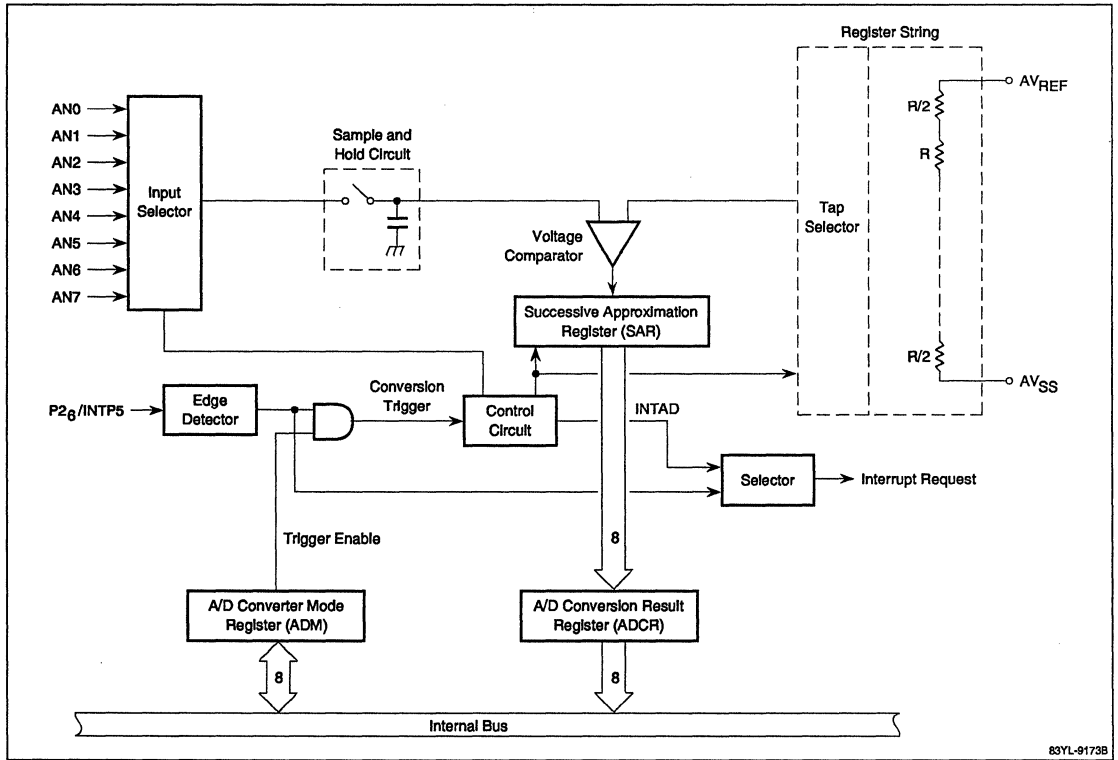 Register String
AVREF
R/2
R
AN0
AN1
AN2
AN3
AN4
AN5
AN6
AN7
Input
Selector
Sample and
Hold Circuit
Tap
Selector
Voltage
Comparator
Successive Approximation
Register (SAR)
R/2
AVSS
P26/INTP5
Edge
Detector
Conversion
Trigger
Control
Circuit
INTAD
Selector
Interrupt Request
Trigger Enable
8
A/D Converter Mode
Register (ADM)
A/D Conversion Result
Register (ADCR)
8
8
Internal Bus
83YL-9173B